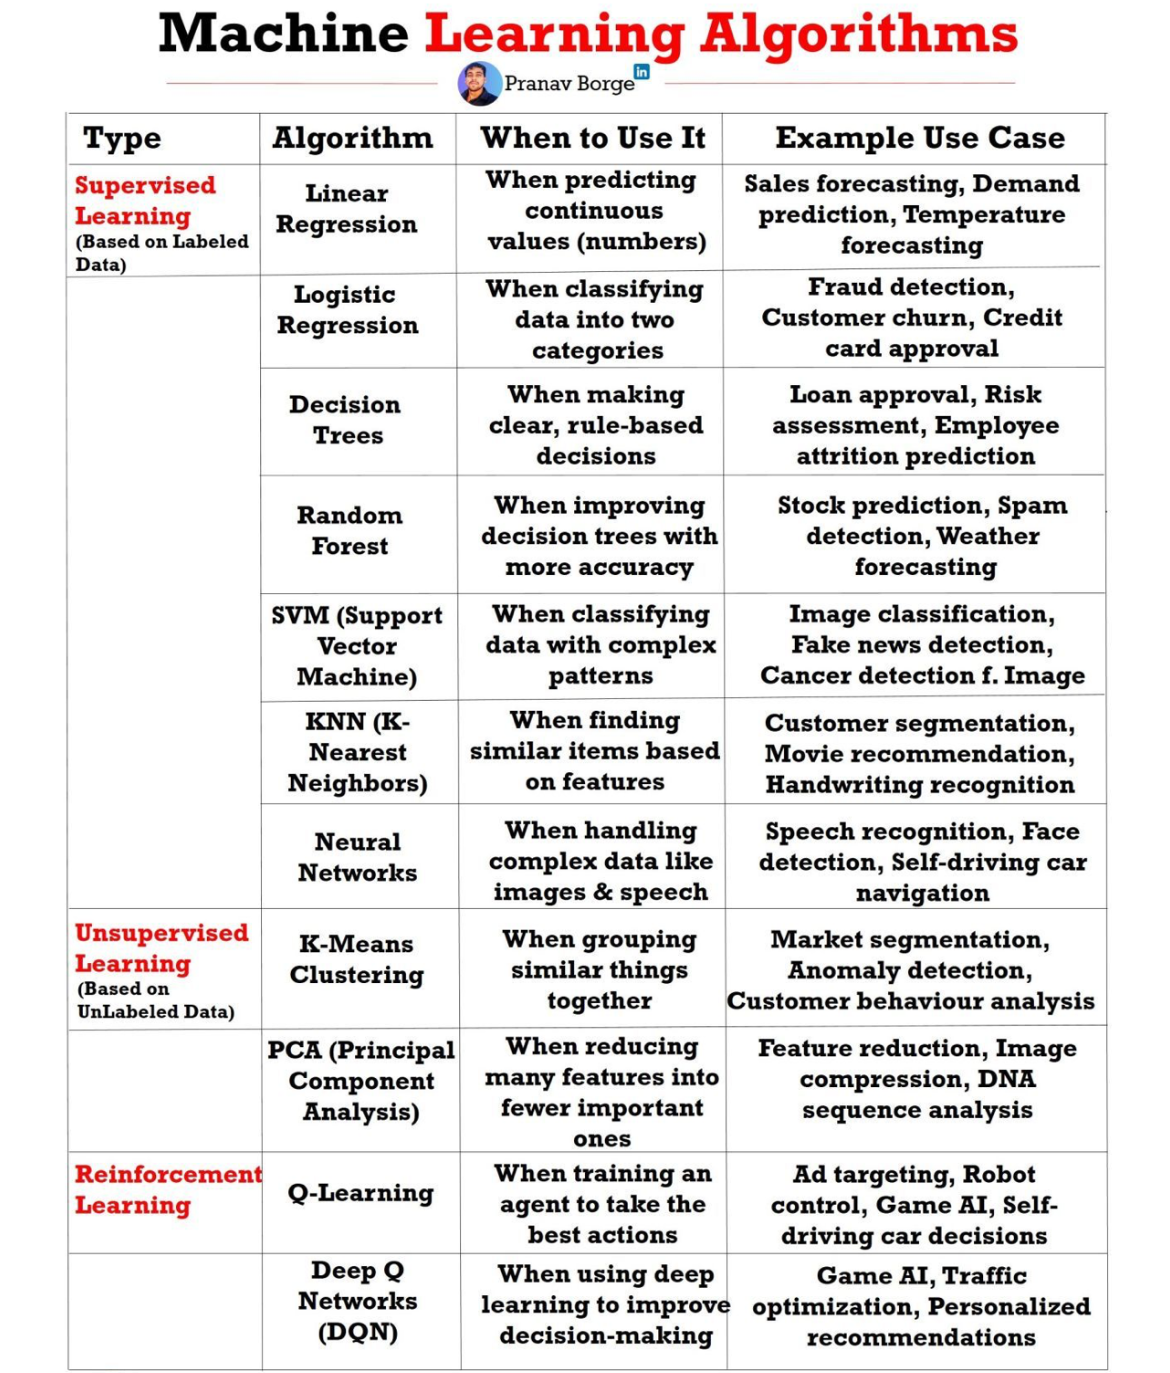 Machine Learning Algorithms
Pranav Borge in
Type Algorithm When to Use It Example Use Case
Supervised
Learning
(Based on Labeled
Data)
Linear
Regression
When predicting
continuous
values (numbers)
Sales forecasting, Demand
prediction, Temperature
forecasting
Logistic
Regression
When classifying
data into two
categories
Fraud detection,
Customer churn, Credit
card approval
Decision
Trees
When making
clear, rule-based
decisions
Loan approval, Risk
assessment, Employee
attrition prediction
Random
Forest
When improving
decision trees with
more accuracy
Stock prediction, Spam
detection, Weather
forecasting
SVM (Support
Vector
Machine)
When classifying
data with complex
patterns
Image classification,
Fake news detection,
Cancer detection f. Image
KNN (K-
Nearest
Neighbors)
When finding
similar items based
on features
Customer segmentation,
Movie recommendation,
Handwriting recognition
Neural
Networks
When handling
complex data like
images & speech
Speech recognition, Face
detection, Self-driving car
navigation
Unsupervised
Learning
(Based on
UnLabeled Data)
K-Means
Clustering
When grouping
similar things
together
Market segmentation,
Anomaly detection,
Customer behaviour analysis
PCA (Principal
Component
Analysis)
When reducing
many features into
fewer important
ones
Feature reduction, Image
compression, DNA
sequence analysis
Reinforcement
Learning
Q-Learning
When training an
agent to take the
best actions
Ad targeting, Robot
control, Game AI, Self-
driving car decisions
Deep Q
Networks
(DQN)
When using deep
learning to improve
decision-making
Game AI, Traffic
optimization, Personalized
recommendations